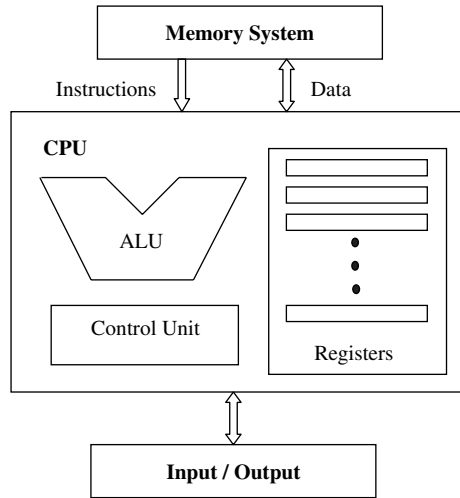 Memory System
Instructions
Data
CPU
ALU
Control Unit
Registers
Input / Output